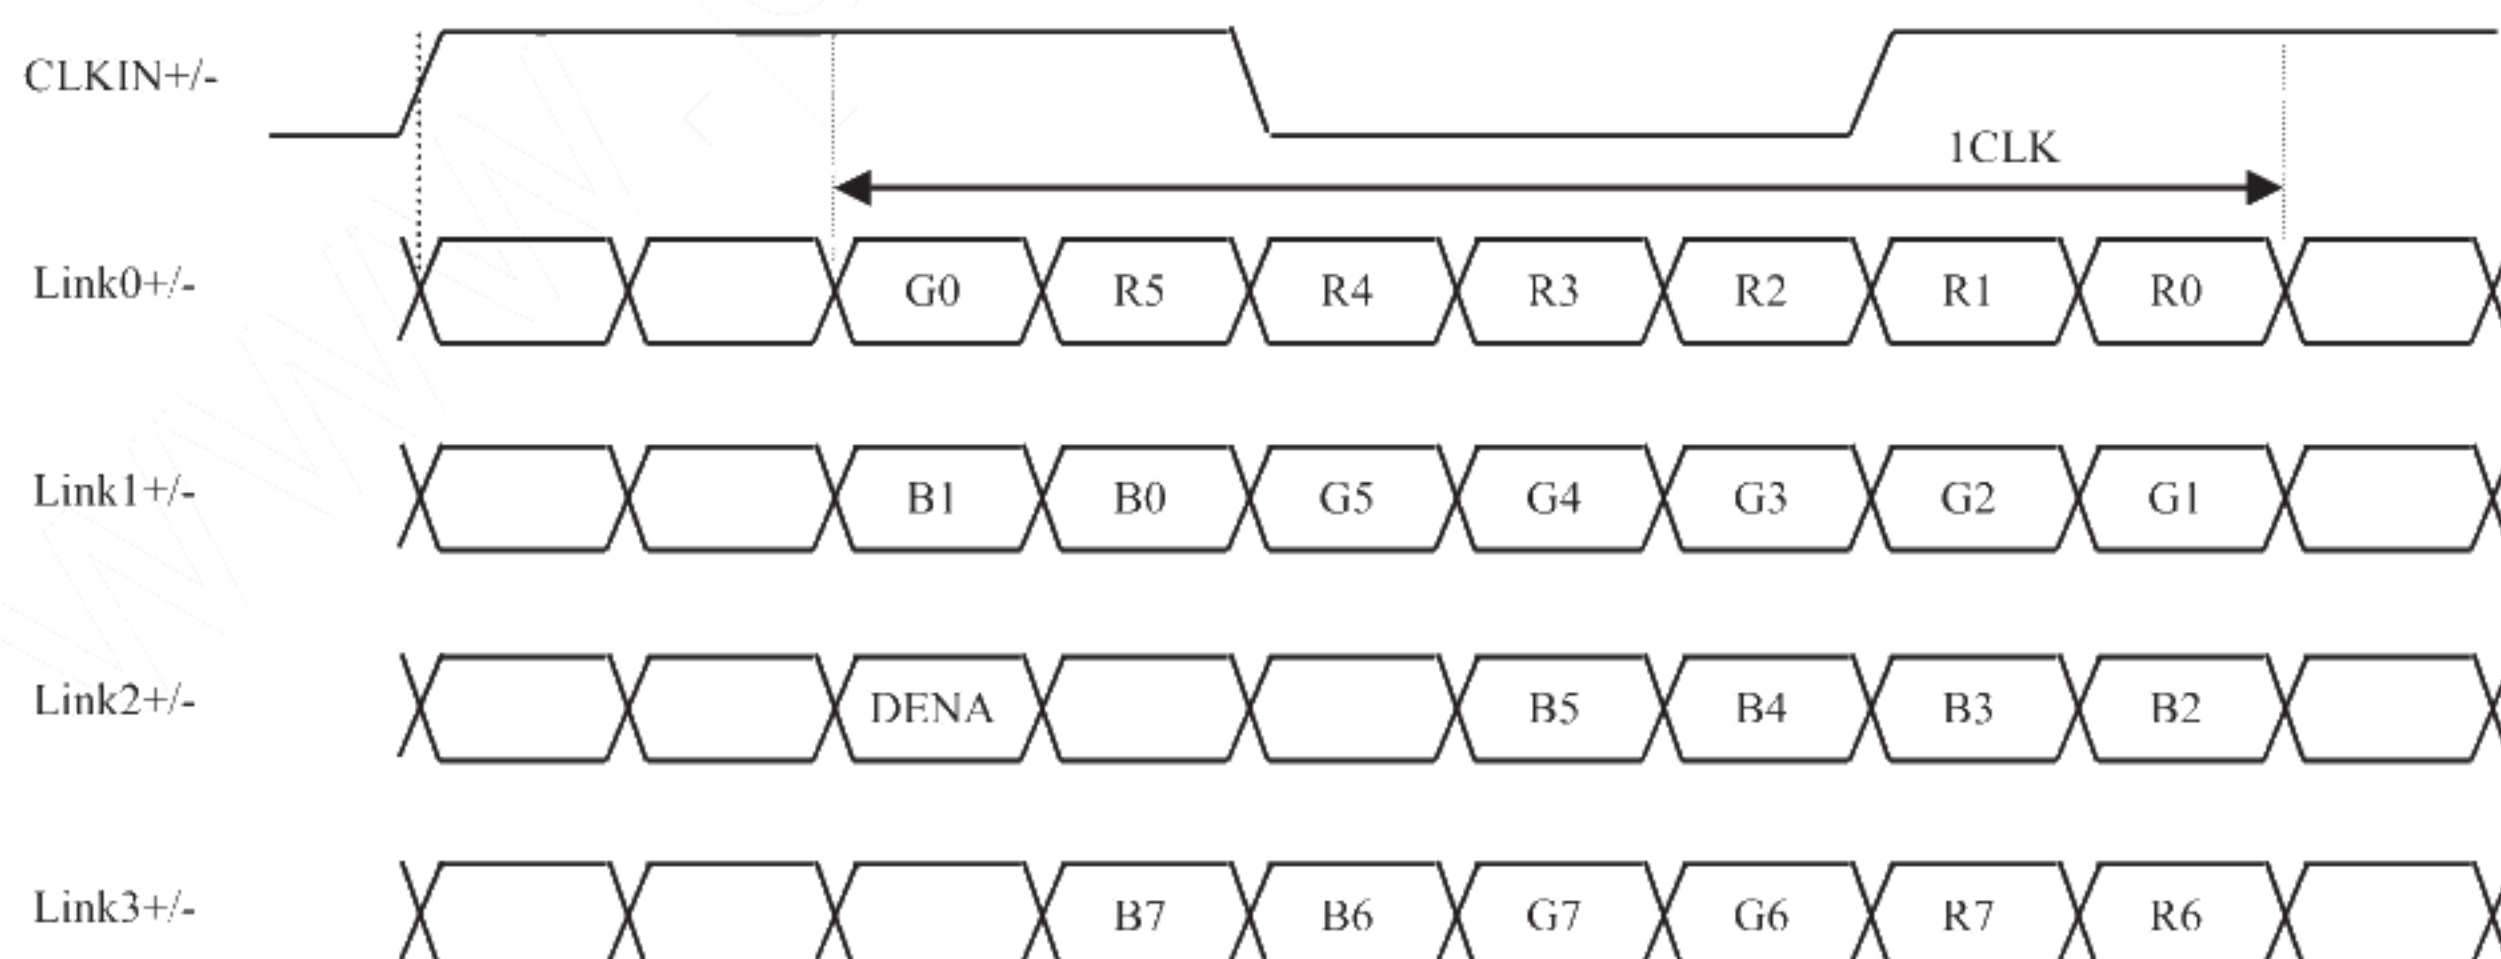 CLKIN+/-
1CLK
Link0+/- G0 R5 R4 R3 R2 R1 R0
Link1+/- B1 B0 G5 G4 G3 G2 G1
Link2+/- DENA B5 B4 B3 B2
Link3+/- B7 B6 G7 G6 R7 R6